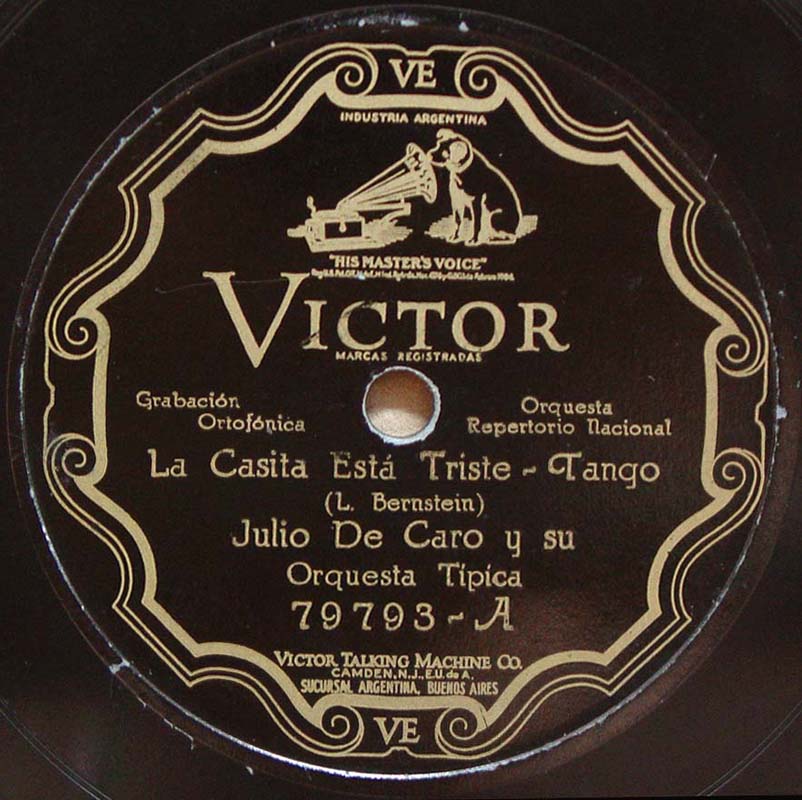 VE
INDUSTRIA ARGENTINA
"HIS MASTER'S VOICE"
VICTOR
MARCAS REGISTRADAS
Grabación
Ortofónica
Orquesta
Repertorio Nacional
La Casita Está Triste - Tango
(L. Bernstein)
Julio De Caro y su
Orquesta Típica
79793-A
VICTOR TALKING MACHINE CO.
CAMDEN, N.J., E.U. de A.
SUCURSAL ARGENTINA, BUENOS AIRES
VE